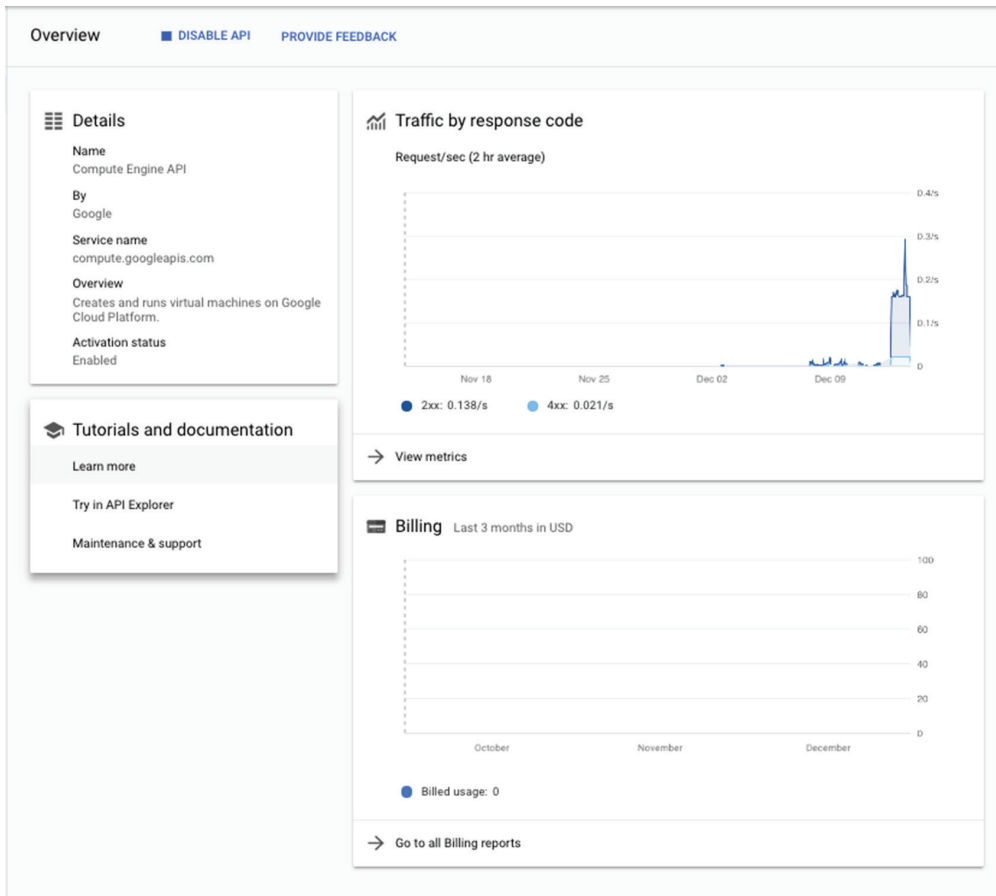 Overview
DISABLE API
PROVIDE FEEDBACK
Details
Name
Compute Engine API
By
Google
Service name
compute.googleapis.com
Overview
Creates and runs virtual machines on Google
Cloud Platform.
Activation status
Enabled
Tutorials and documentation
Learn more
Try in API Explorer
Maintenance & support
Traffic by response code
Request/sec (2 hr average)
0.4/s
0.3/s
0.2/s
0.1/s
0
Nov 18
Nov 25
Dec 02
Dec 09
2xx: 0.138/s
4xx: 0.021/s
View metrics
Billing Last 3 months in USD
100
80
60
40
20
0
October
November
December
Billed usage: 0
Go to all Billing reports